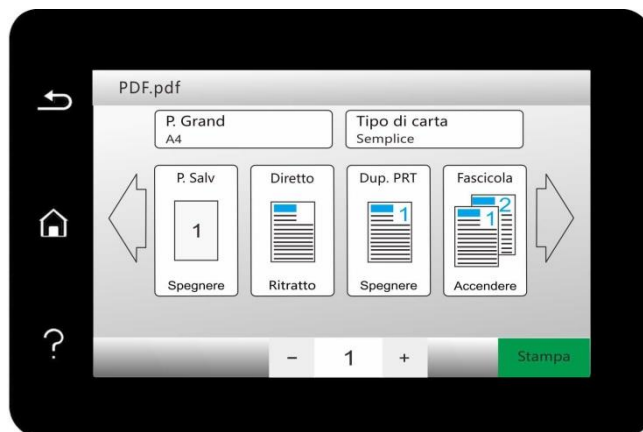 PDF.pdf
P. Grand
A4
Tipo di carta
Semplice
P. Salv
1
Spegnere
Diretto
Ritratto
Dup. PRT
1
Spegnere
Fascicola
1
2
Accendere
?
− 1 +
Stampa